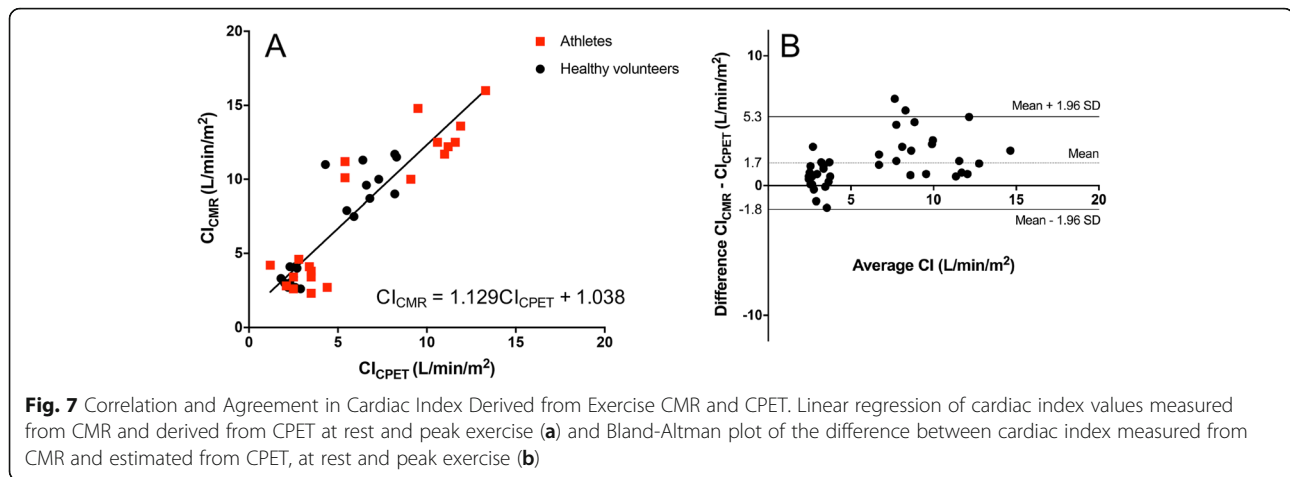 A
Athletes
Healthy volunteers
20
15
10
5
0
0
5
10
15
20
CI_CMR (L/min/m²)
CI_CPET (L/min/m²)
CI_CMR = 1.129CI_CPET + 1.038
B
10
5.3
1.7
0
-1.8
-10
5
10
15
20
Mean + 1.96 SD
Mean
Mean - 1.96 SD
Difference CI_CMR - CI_CPET (L/min/m²)
Average CI (L/min/m²)
Fig. 7 Correlation and Agreement in Cardiac Index Derived from Exercise CMR and CPET. Linear regression of cardiac index values measured
from CMR and derived from CPET at rest and peak exercise (a) and Bland-Altman plot of the difference between cardiac index measured from
CMR and estimated from CPET, at rest and peak exercise (b)